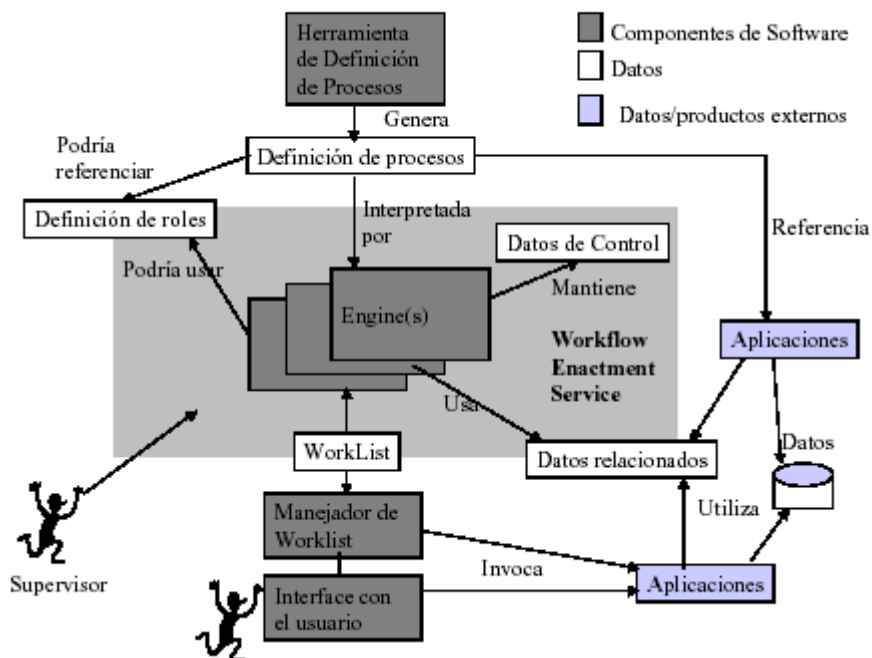 Herramienta
de Definición
de Procesos
Componentes de Software
Datos
Datos/productos externos
Genera
Podría
referenciar
Definición de procesos
Definición de roles
Interpretada
por
Referencia
Podría usar
Datos de Control
Mantiene
Engine(s)
Workflow
Enactment
Service
Aplicaciones
Usa
WorkList
Datos relacionados
Datos
Manejador de
Worklist
Utiliza
Supervisor
Invoca
Aplicaciones
Interface con
el usuario